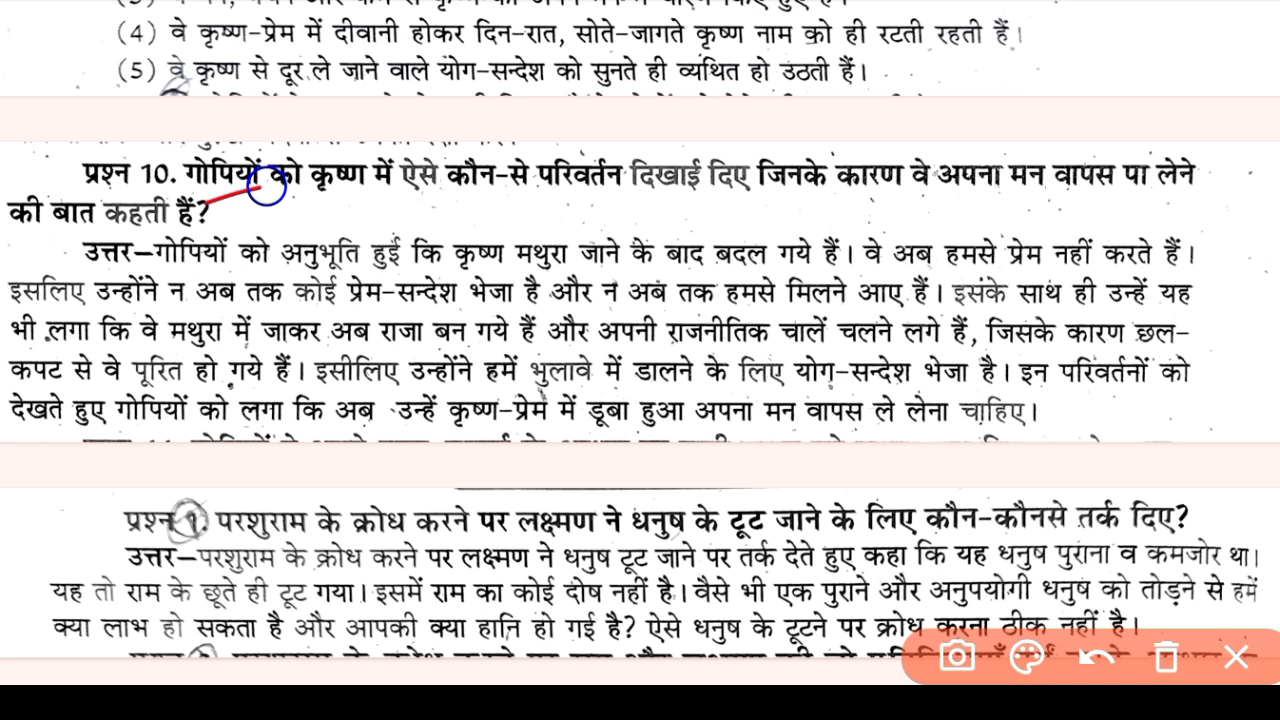 (4) वे कृष्ण-प्रेम में दीवानी होकर दिन-रात, सोते-जागते कृष्ण नाम को ही रटती रहती हैं।
(5) वे कृष्ण से दूर ले जाने वाले योग-सन्देश को सुनते ही व्यथित हो उठती हैं।
प्रश्न 10. गोपियों को कृष्ण में ऐसे कौन-से परिवर्तन दिखाई दिए जिनके कारण वे अपना मन वापस पा लेने
की बात कहती हैं?
उत्तर–गोपियों को अनुभूति हुई कि कृष्ण मथुरा जाने के बाद बदल गये हैं। वे अब हमसे प्रेम नहीं करते हैं।
इसलिए उन्होंने न अब तक कोई प्रेम-सन्देश भेजा है और न अब तक हमसे मिलने आए हैं। इसके साथ ही उन्हें यह
भी लगा कि वे मथुरा में जाकर अब राजा बन गये हैं और अपनी राजनीतिक चालें चलने लगे हैं, जिसके कारण छल-
कपट से वे पूरित हो गये हैं। इसीलिए उन्होंने हमें भुलावे में डालने के लिए योग-सन्देश भेजा है। इन परिवर्तनों को
देखते हुए गोपियों को लगा कि अब उन्हें कृष्ण-प्रेम में डूबा हुआ अपना मन वापस ले लेना चाहिए।
प्रश्न 1. परशुराम के क्रोध करने पर लक्ष्मण ने धनुष के टूट जाने के लिए कौन-कौनसे तर्क दिए?
उत्तर–परशुराम के क्रोध करने पर लक्ष्मण ने धनुष टूट जाने पर तर्क देते हुए कहा कि यह धनुष पुराना व कमजोर था।
यह तो राम के छूते ही टूट गया। इसमें राम का कोई दोष नहीं है। वैसे भी एक पुराने और अनुपयोगी धनुष को तोड़ने से हमें
क्या लाभ हो सकता है और आपकी क्या हानि हो गई है? ऐसे धनुष के टूटने पर क्रोध करना ठीक नहीं है।